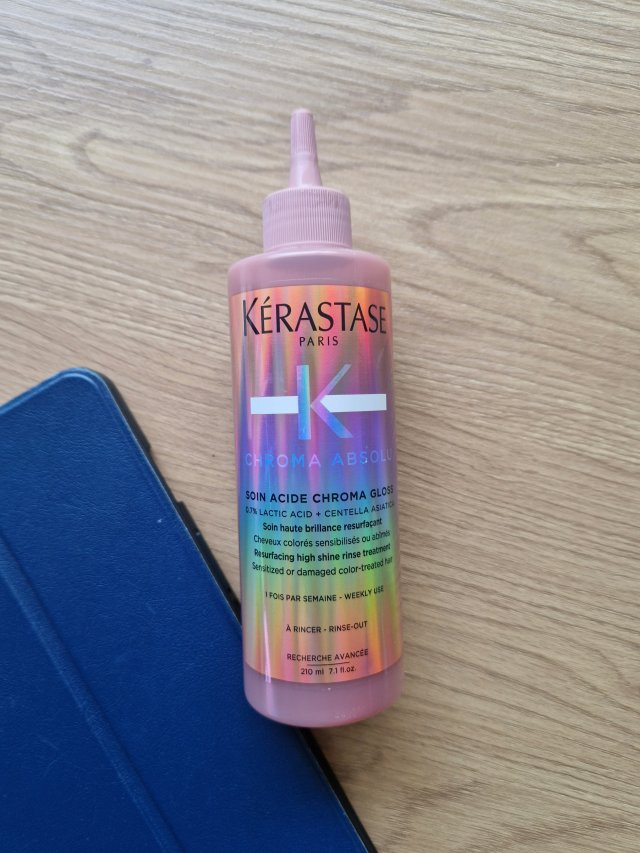 KÉRASTASE
PARIS
K
CHROMA ABSOLU
SOIN ACIDE CHROMA GLOSS
0.7% LACTIC ACID + CENTELLA ASIATICA
Soin haute brillance resurfaçant
Cheveux colorés sensibilisés ou abîmés
Resurfacing high shine rinse treatment
Sensitized or damaged color-treated hair
1 FOIS PAR SEMAINE - WEEKLY USE
À RINCER - RINSE-OUT
RECHERCHE AVANCÉE
210 ml 7.1 fl.oz.